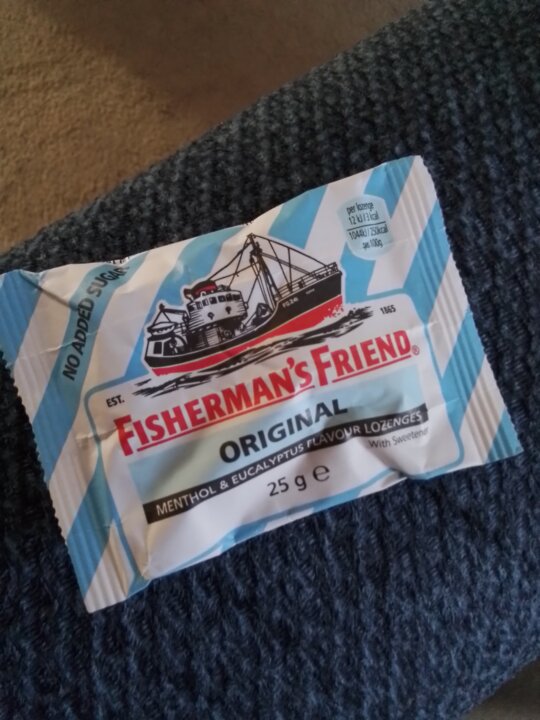 per lozenge
12 kJ/3 kcal
1044kJ/250kcal
per 100g
NO ADDED SUGAR
EST. 1865
FISHERMAN'S FRIEND®
ORIGINAL
MENTHOL & EUCALYPTUS FLAVOUR LOZENGES
With Sweetener
25 g ℮